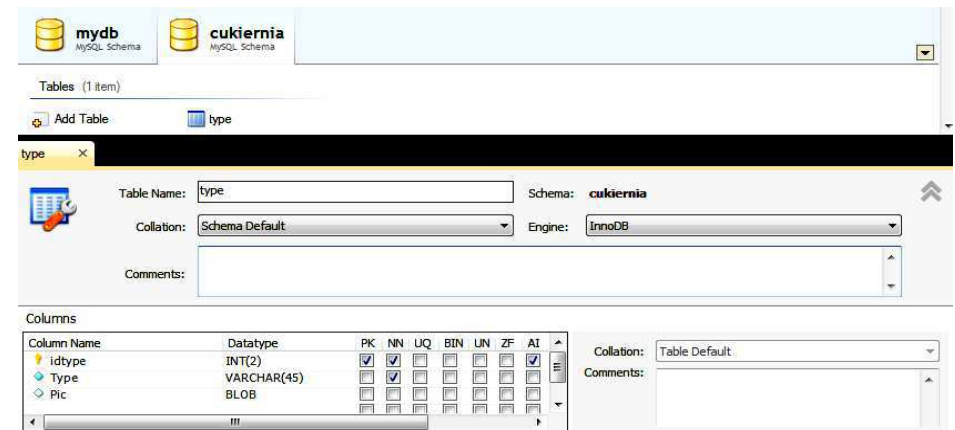 mydb
MySQL Schema
cukiernia
MySQL Schema
Tables (1 item)
Add Table
type
type
Table Name: type
Schema: cukiernia
Collation: Schema Default
Engine: InnoDB
Comments:
Columns
Column Name Datatype PK NN UQ BIN UN ZF AI
idtype INT(2)
Type VARCHAR(45)
Pic BLOB
Collation: Table Default
Comments: